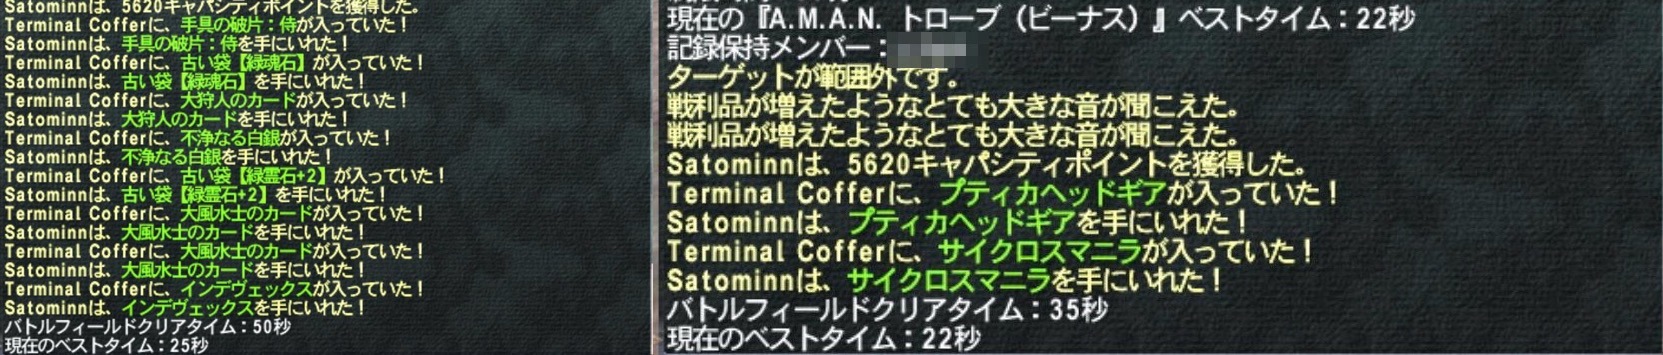 Satominnは、5620キャパシティポイントを獲得した。
Terminal Cofferに、手具の破片：侍が入っていた！
Satominnは、手具の破片：侍を手にいれた！
Terminal Cofferに、古い袋【緑魂石】が入っていた！
Satominnは、古い袋【緑魂石】を手にいれた！
Terminal Cofferに、大狩人のカードが入っていた！
Satominnは、大狩人のカードを手にいれた！
Terminal Cofferに、不浄なる白銀が入っていた！
Satominnは、不浄なる白銀を手にいれた！
Terminal Cofferに、古い袋【緑霊石+2】が入っていた！
Satominnは、古い袋【緑霊石+2】を手にいれた！
Terminal Cofferに、大風水士のカードが入っていた！
Satominnは、大風水士のカードを手にいれた！
Terminal Cofferに、大風水士のカードが入っていた！
Satominnは、大風水士のカードを手にいれた！
Terminal Cofferに、インデヴェックスが入っていた！
Satominnは、インデヴェックスを手にいれた！
バトルフィールドクリアタイム：50秒
現在のベストタイム：25秒
現在の『A.M.A.N. トローブ（ビーナス）』ベストタイム：22秒
記録保持メンバー：
ターゲットが範囲外です。
戦利品が増えたようなとても大きな音が聞こえた。
戦利品が増えたようなとても大きな音が聞こえた。
Satominnは、5620キャパシティポイントを獲得した。
Terminal Cofferに、プティカヘッドギアが入っていた！
Satominnは、プティカヘッドギアを手にいれた！
Terminal Cofferに、サイクロスマニラが入っていた！
Satominnは、サイクロスマニラを手にいれた！
バトルフィールドクリアタイム：35秒
現在のベストタイム：22秒